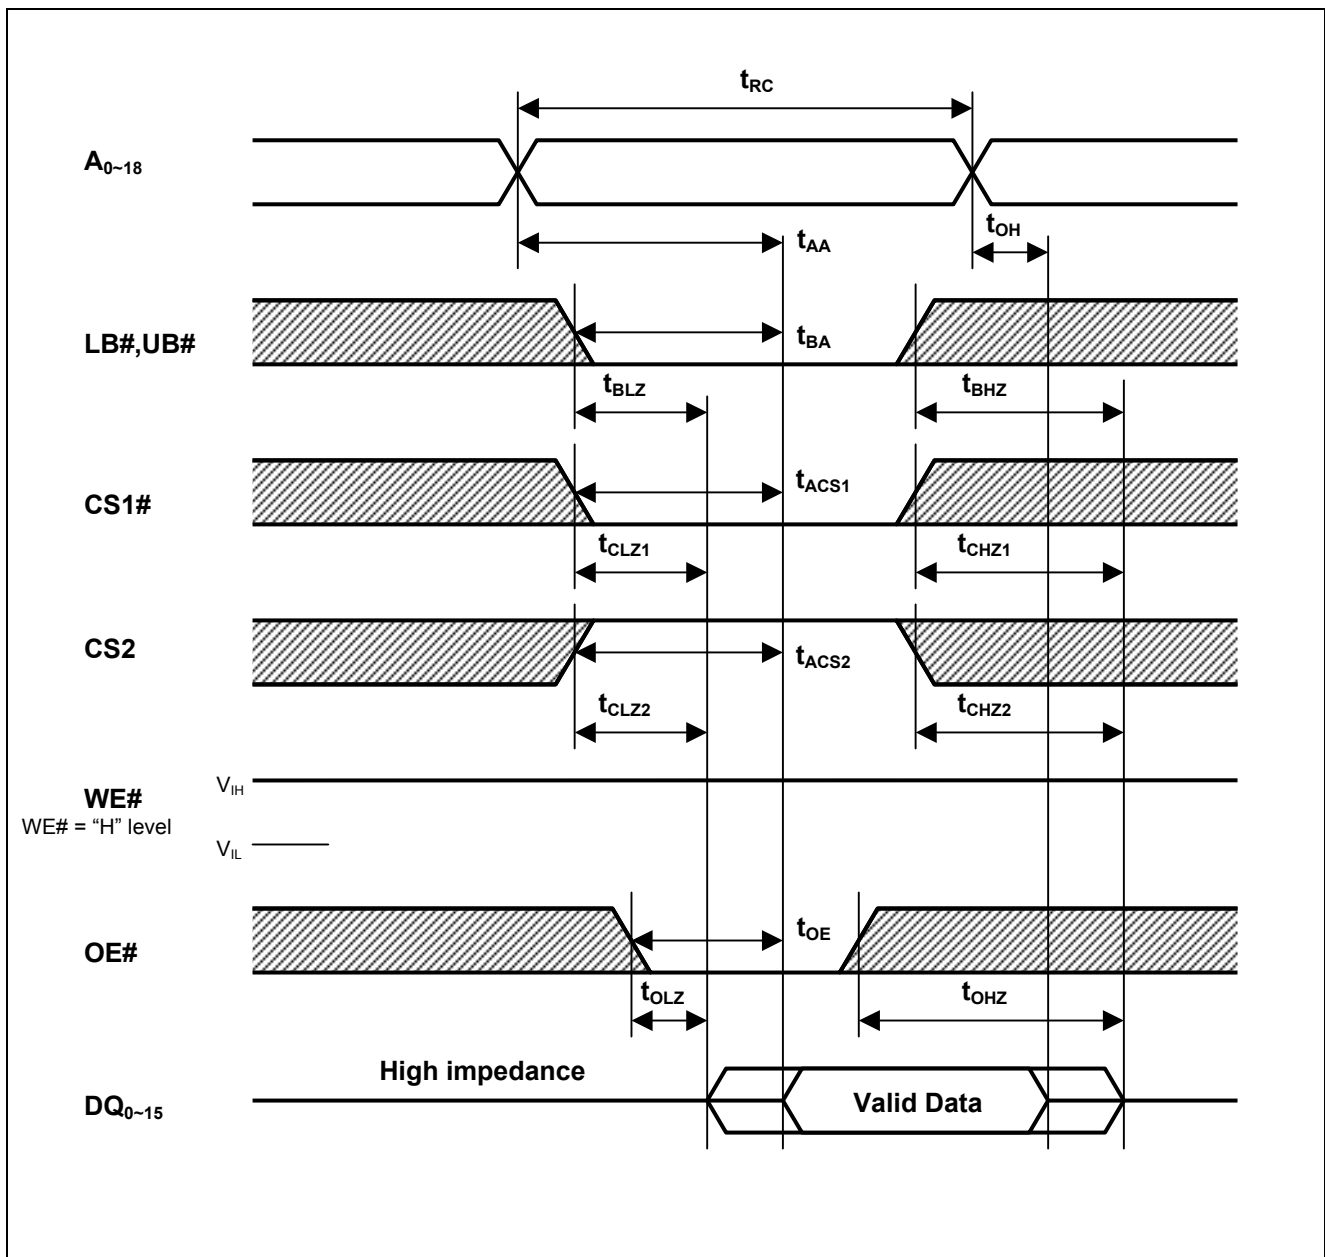 tRC
A0~18
tOH
tAA
LB#,UB#
tBA
tBLZ
tBHZ
CS1#
tACS1
tCLZ1
tCHZ1
CS2
tACS2
tCLZ2
tCHZ2
VIH
WE#
WE# = “H” level
VIL
OE#
tOE
tOLZ
tOHZ
High impedance
DQ0~15
Valid Data